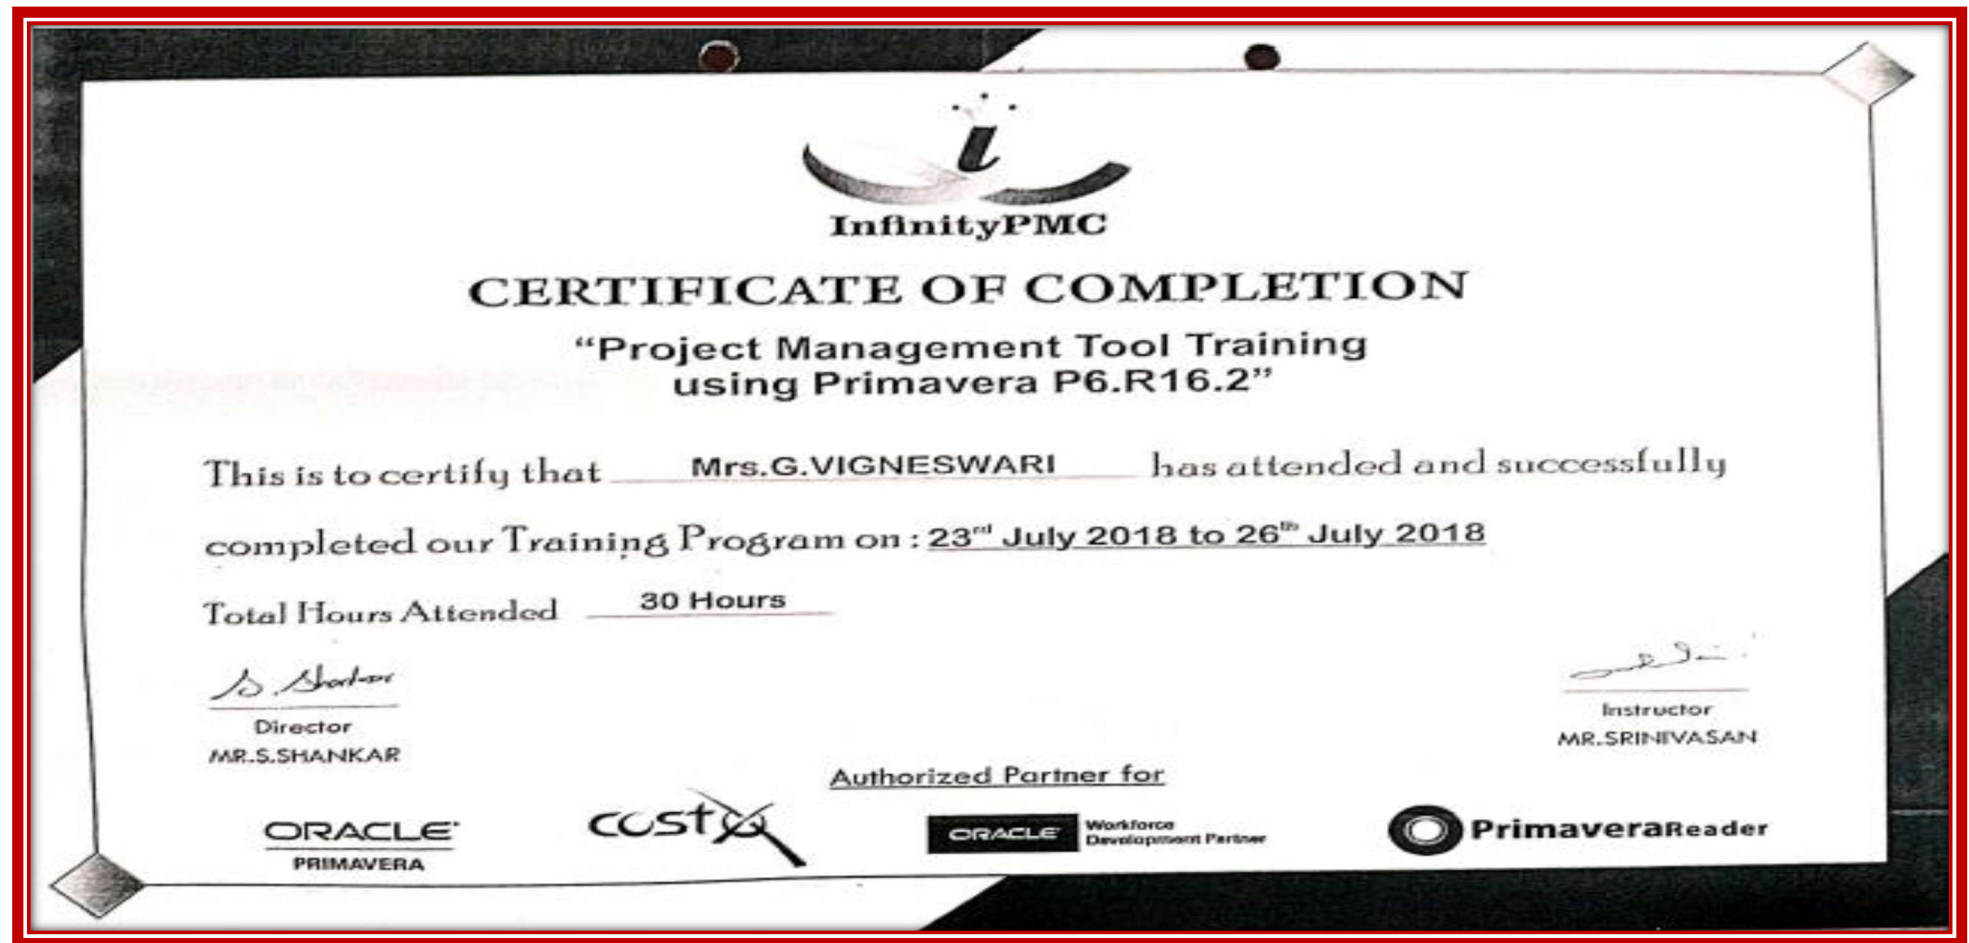 i
InfinityPMC
CERTIFICATE OF COMPLETION
“Project Management Tool Training
using Primavera P6.R16.2”
This is to certify that Mrs.G.VIGNESWARI has attended and successfully
completed our Training Program on : 23rd July 2018 to 26th July 2018
Total Hours Attended 30 Hours
S. Shankar
Director
MR.S.SHANKAR
Instructor
MR.SRINIVASAN
Authorized Partner for
ORACLE
PRIMAVERA
costX
ORACLE Workforce
Development Partner
PrimaveraReader